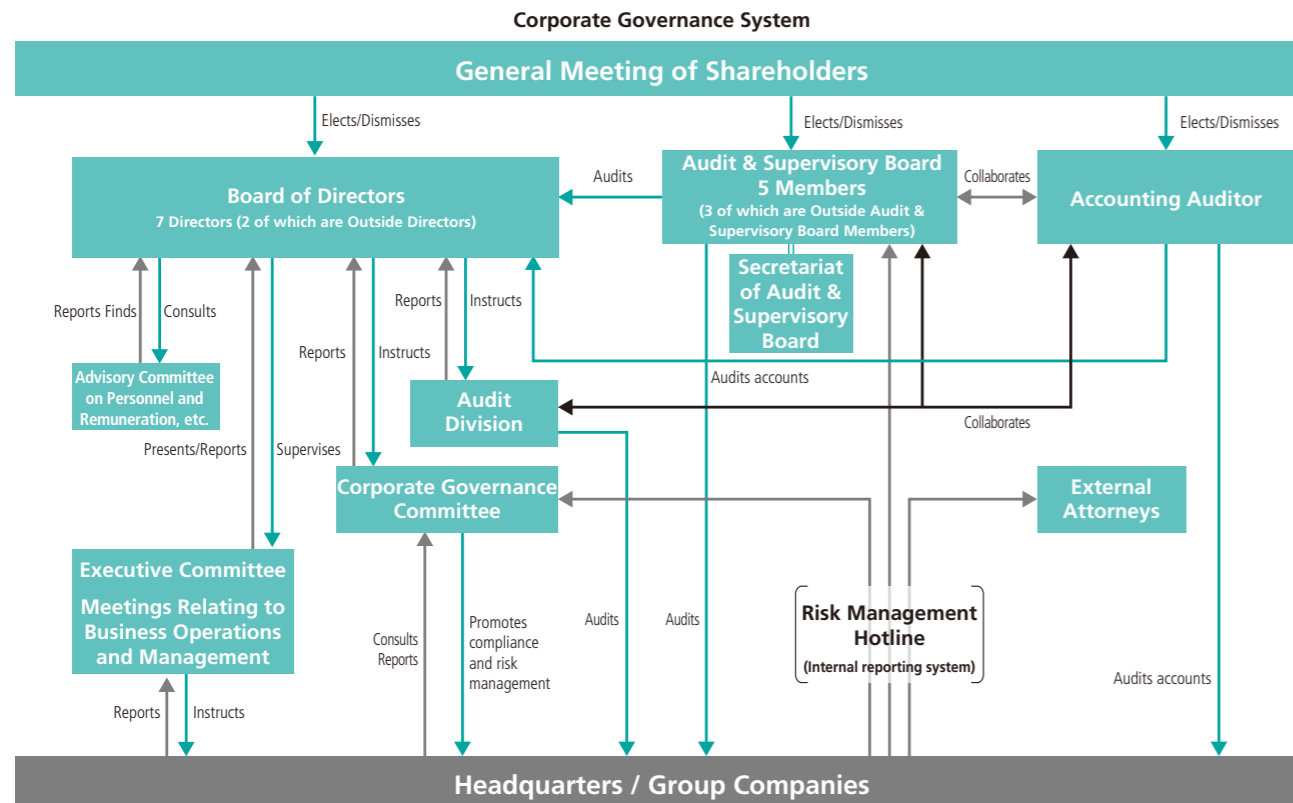 Corporate Governance System
General Meeting of Shareholders
Elects/Dismisses
Elects/Dismisses
Elects/Dismisses
Board of Directors
7 Directors (2 of which are Outside Directors)
Audits
Audit & Supervisory Board
5 Members
(3 of which are Outside Audit &
Supervisory Board Members)
Collaborates
Accounting Auditor
Secretariat
of Audit &
Supervisory
Board
Reports Finds
Consults
Reports
Instructs
Reports
Instructs
Advisory Committee
on Personnel and
Remuneration, etc.
Audit
Division
Audits accounts
Collaborates
Presents/Reports
Supervises
Corporate Governance
Committee
External
Attorneys
Executive Committee
Meetings Relating to
Business Operations
and Management
Consults
Reports
Promotes
compliance
and risk
management
Audits
Audits
Risk Management
Hotline
(Internal reporting system)
Audits accounts
Reports
Instructs
Headquarters / Group Companies